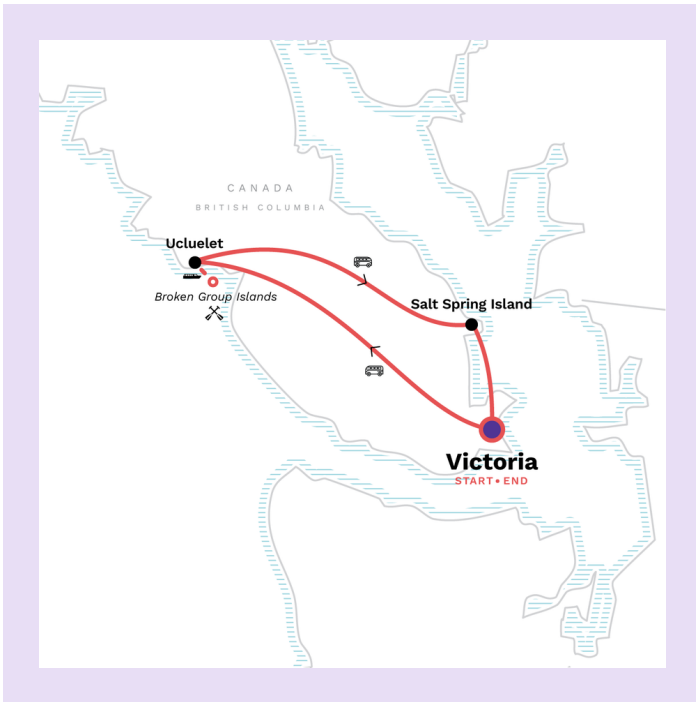 CANADA
BRITISH COLUMBIA
Ucluelet
Broken Group Islands
Salt Spring Island
Victoria
START • END